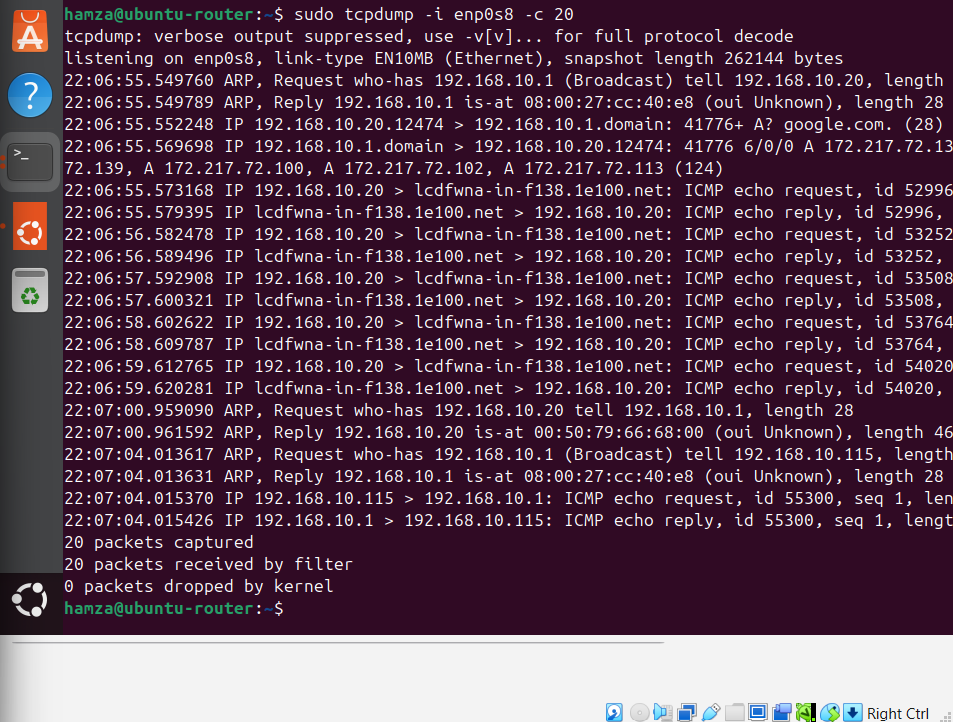 hamza@ubuntu-router:~$ sudo tcpdump -i enp0s8 -c 20
tcpdump: verbose output suppressed, use -v[v]... for full protocol decode
listening on enp0s8, link-type EN10MB (Ethernet), snapshot length 262144 bytes
22:06:55.549760 ARP, Request who-has 192.168.10.1 (Broadcast) tell 192.168.10.20, length
22:06:55.549789 ARP, Reply 192.168.10.1 is-at 08:00:27:cc:40:e8 (oui Unknown), length 28
22:06:55.552248 IP 192.168.10.20.12474 > 192.168.10.1.domain: 41776+ A? google.com. (28)
22:06:55.569698 IP 192.168.10.1.domain > 192.168.10.20.12474: 41776 6/0/0 A 172.217.72.13
72.139, A 172.217.72.100, A 172.217.72.102, A 172.217.72.113 (124)
22:06:55.573168 IP 192.168.10.20 > lcdfwna-in-f138.1e100.net: ICMP echo request, id 52996
22:06:55.579395 IP lcdfwna-in-f138.1e100.net > 192.168.10.20: ICMP echo reply, id 52996,
22:06:56.582478 IP 192.168.10.20 > lcdfwna-in-f138.1e100.net: ICMP echo request, id 53252
22:06:56.589496 IP lcdfwna-in-f138.1e100.net > 192.168.10.20: ICMP echo reply, id 53252,
22:06:57.592908 IP 192.168.10.20 > lcdfwna-in-f138.1e100.net: ICMP echo request, id 53508
22:06:57.600321 IP lcdfwna-in-f138.1e100.net > 192.168.10.20: ICMP echo reply, id 53508,
22:06:58.602622 IP 192.168.10.20 > lcdfwna-in-f138.1e100.net: ICMP echo request, id 53764
22:06:58.609787 IP lcdfwna-in-f138.1e100.net > 192.168.10.20: ICMP echo reply, id 53764,
22:06:59.612765 IP 192.168.10.20 > lcdfwna-in-f138.1e100.net: ICMP echo request, id 54020
22:06:59.620281 IP lcdfwna-in-f138.1e100.net > 192.168.10.20: ICMP echo reply, id 54020,
22:07:00.959090 ARP, Request who-has 192.168.10.20 tell 192.168.10.1, length 28
22:07:00.961592 ARP, Reply 192.168.10.20 is-at 00:50:79:66:68:00 (oui Unknown), length 46
22:07:04.013617 ARP, Request who-has 192.168.10.1 (Broadcast) tell 192.168.10.115, length
22:07:04.013631 ARP, Reply 192.168.10.1 is-at 08:00:27:cc:40:e8 (oui Unknown), length 28
22:07:04.015370 IP 192.168.10.115 > 192.168.10.1: ICMP echo request, id 55300, seq 1, len
22:07:04.015426 IP 192.168.10.1 > 192.168.10.115: ICMP echo reply, id 55300, seq 1, lengt
20 packets captured
20 packets received by filter
0 packets dropped by kernel
hamza@ubuntu-router:~$
Right Ctrl